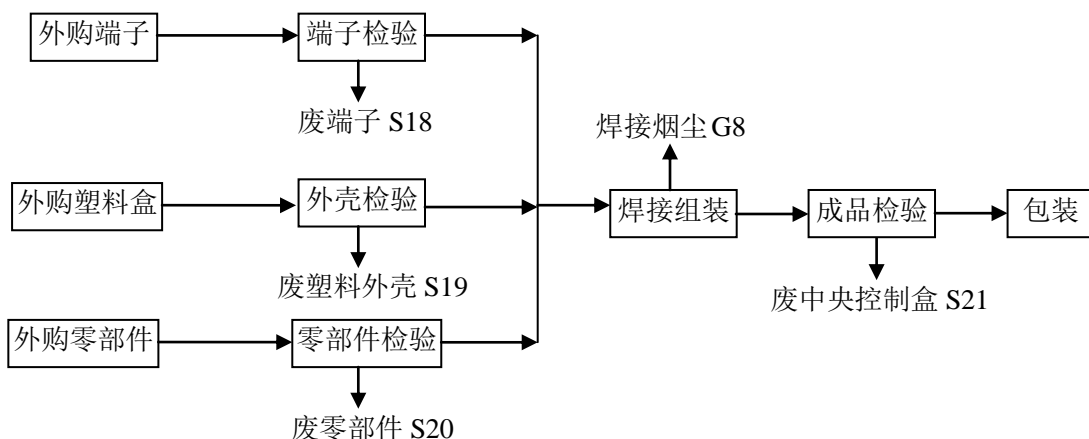 外购端子
端子检验
废端子 S18
焊接烟尘 G8
外购塑料盒
外壳检验
焊接组装
成品检验
包装
废塑料外壳 S19
废中央控制盒 S21
外购零部件
零部件检验
废零部件 S20